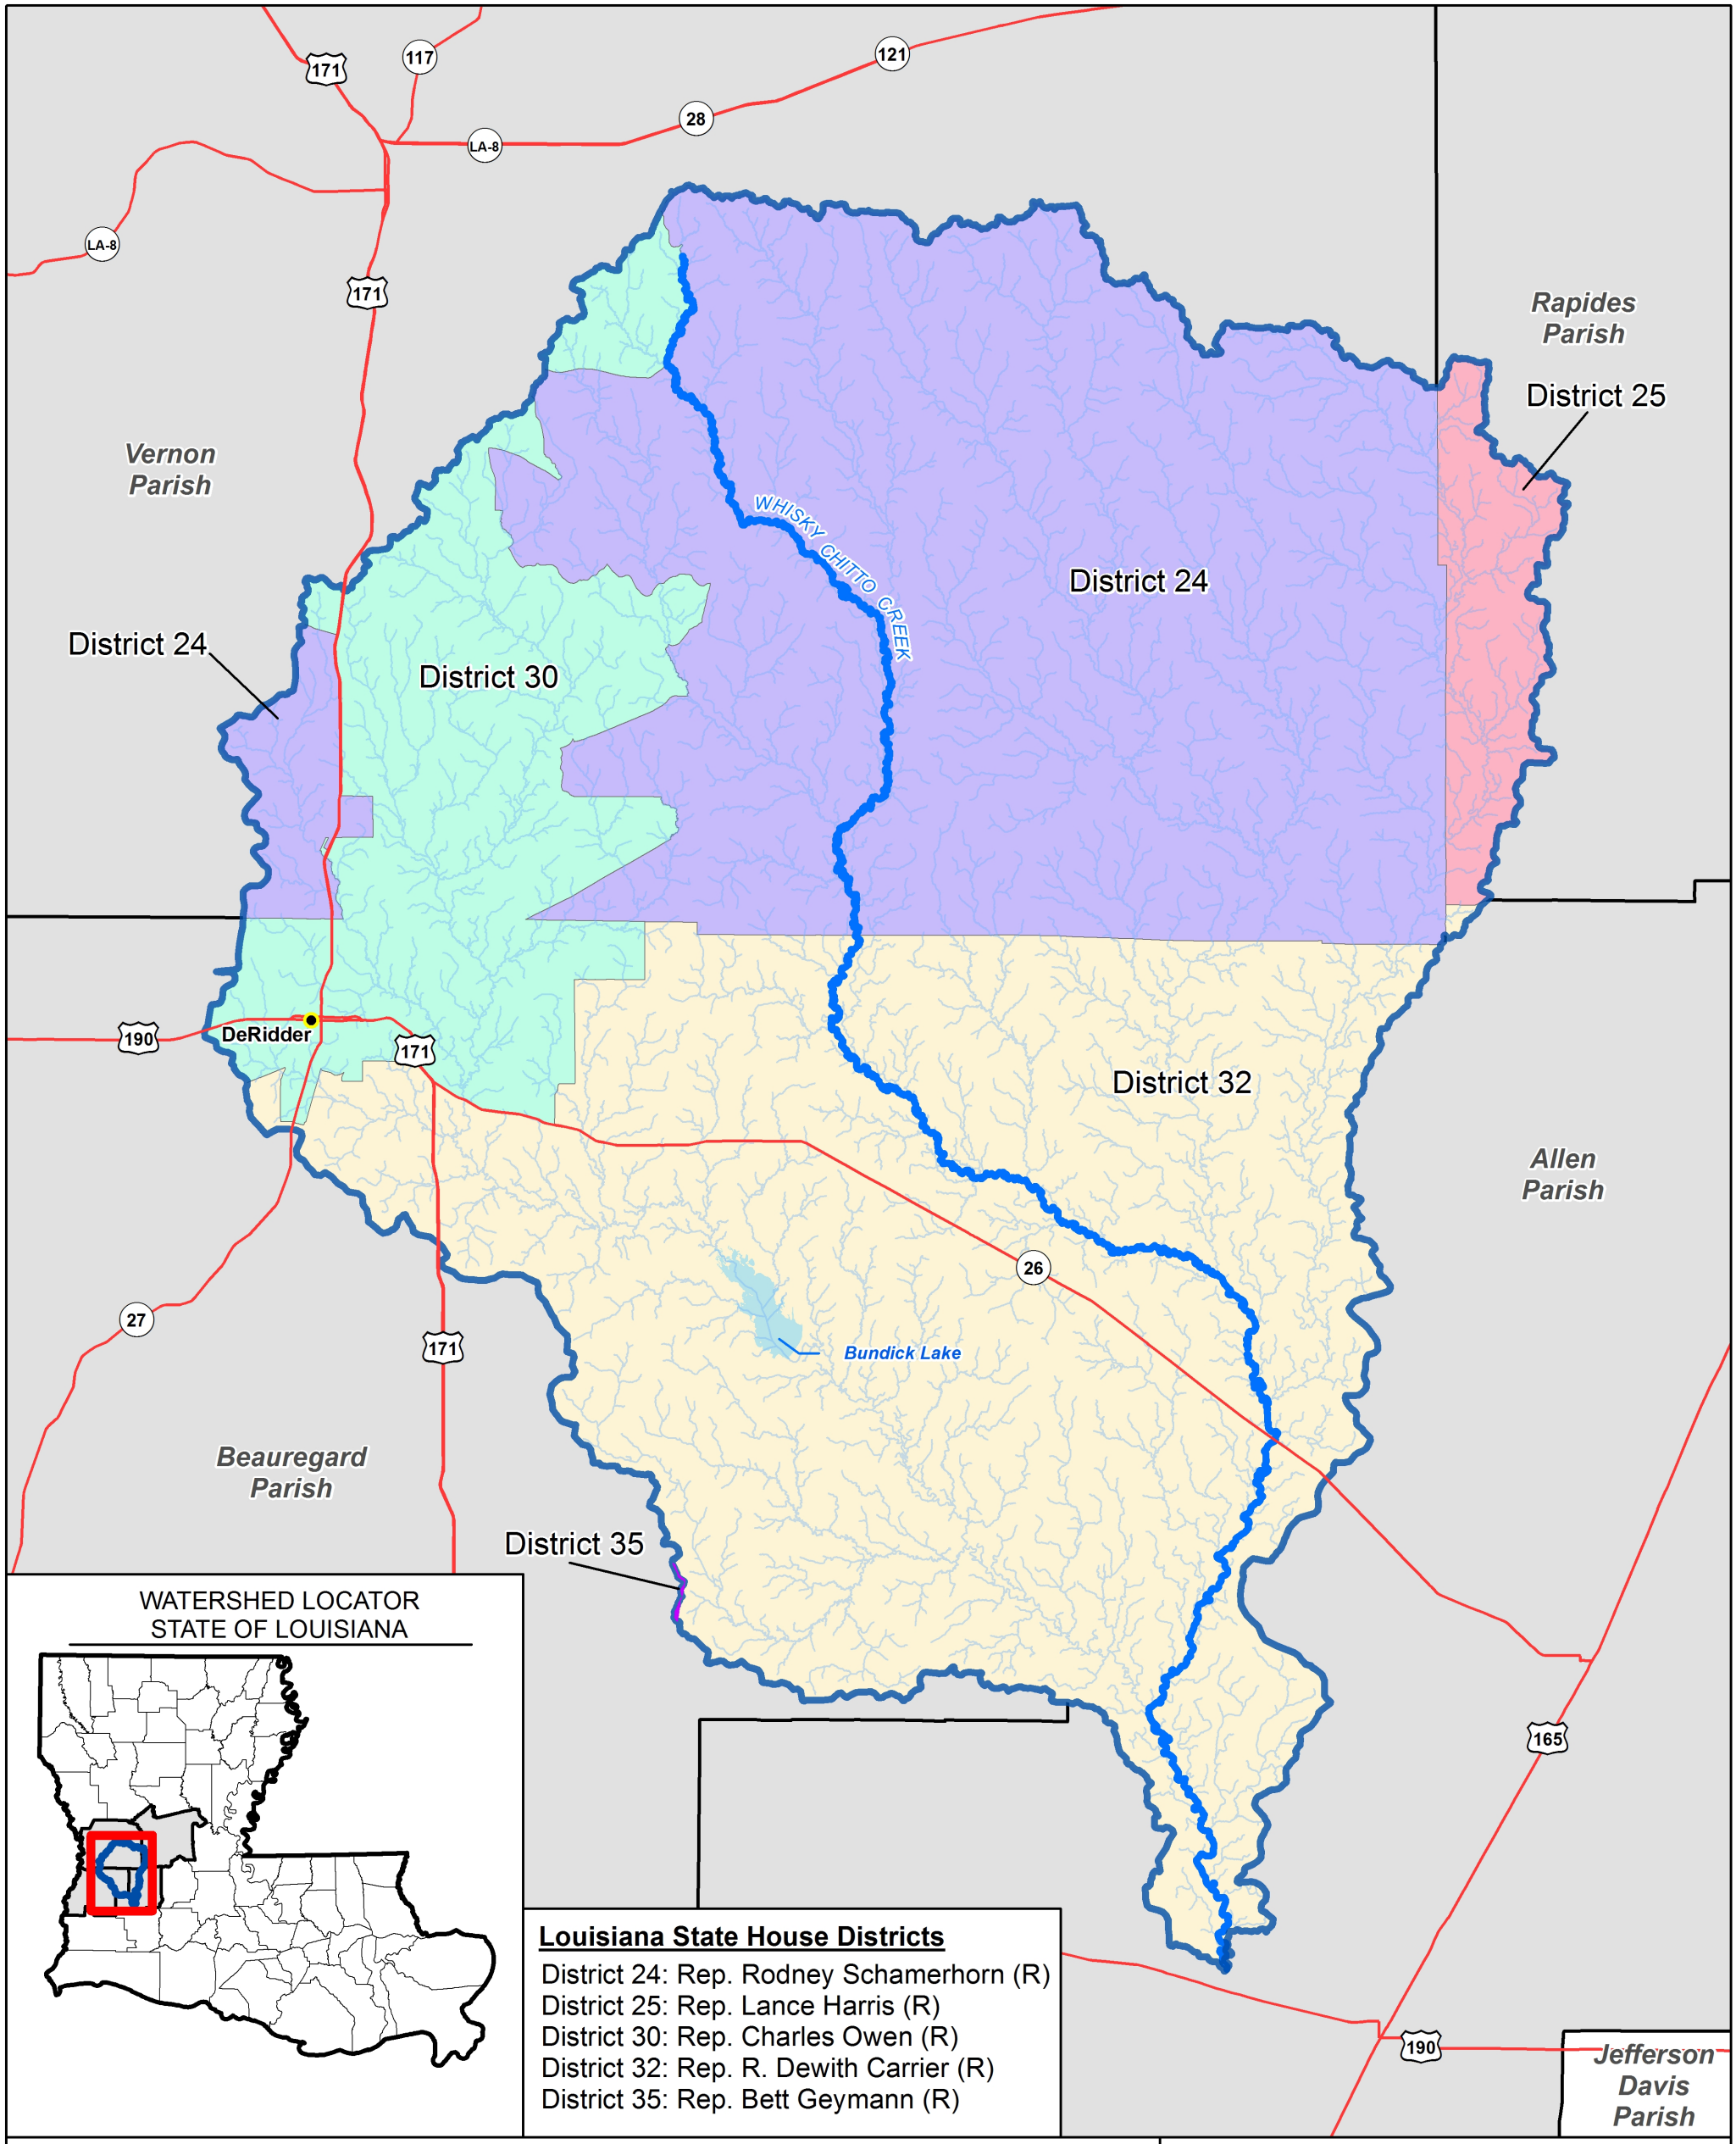 171
117
121
28
LA-8
LA-8
171
Rapides
Parish
District 25
Vernon
Parish
WHISKY CHITTO CREEK
District 24
District 24
District 30
190
DeRidder
171
District 32
Allen
Parish
26
27
171
Bundick Lake
Beauregard
Parish
District 35
WATERSHED LOCATOR
STATE OF LOUISIANA
165
Louisiana State House Districts
District 24: Rep. Rodney Schamerhorn (R)
District 25: Rep. Lance Harris (R)
District 30: Rep. Charles Owen (R)
District 32: Rep. R. Dewith Carrier (R)
District 35: Rep. Bett Geymann (R)
190
Jefferson
Davis
Parish